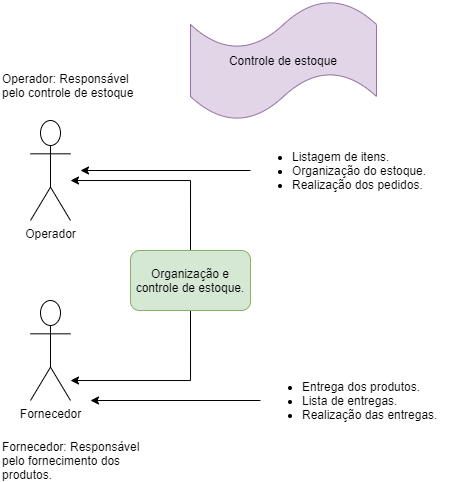 Controle de estoque
Operador: Responsável
pelo controle de estoque
• Listagem de itens.
• Organização do estoque.
• Realização dos pedidos.
Operador
Organização e
controle de estoque.
• Entrega dos produtos.
• Lista de entregas.
• Realização das entregas.
Fornecedor
Fornecedor: Responsável
pelo fornecimento dos
produtos.